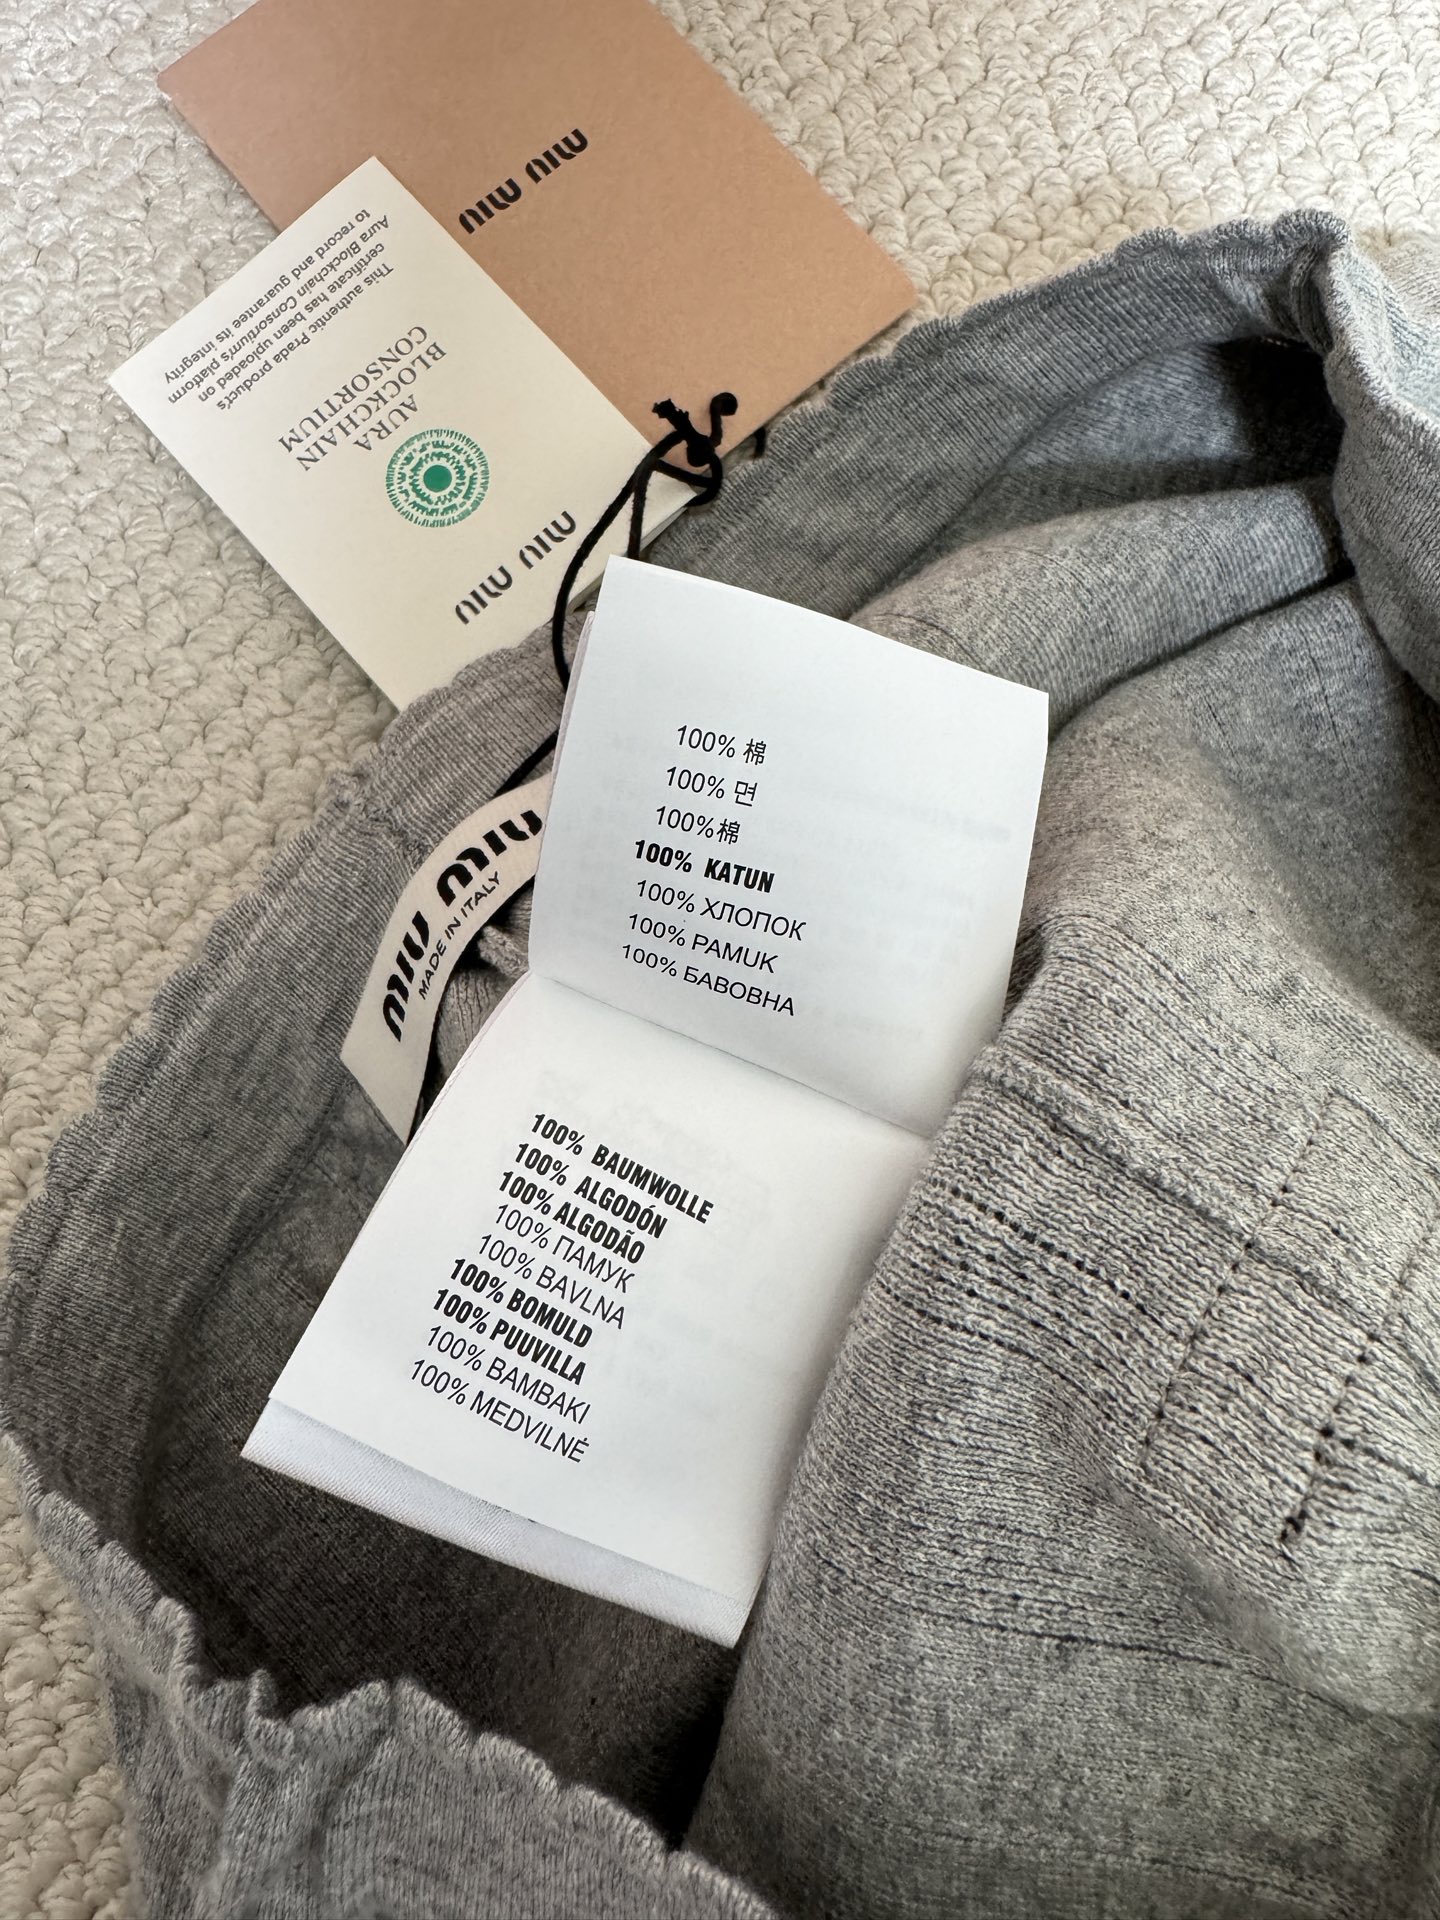 MIU MIU
This authentic Prada product's
certificate has been uploaded on
Aura Blockchain Consortium's platform
to record and guarantee its integrity
AURA
BLOCKCHAIN
CONSORTIUM
MIU MIU
MIU MIU
MADE IN ITALY
100% 棉
100% 면
100%棉
100% KATUN
100% ХЛОПОК
100% PAMUK
100% БАВОВНА
100% BAUMWOLLE
100% ALGODÓN
100% ALGODÃO
100% ПАМУК
100% BAVLNA
100% BOMULD
100% PUUVILLA
100% BAMBAKI
100% MEDVILNĖ